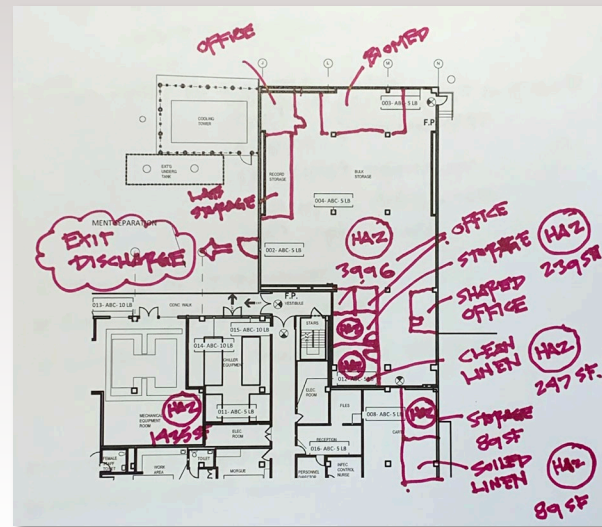 OFFICE
BIOMED
J
L
M
N
003- ABC- 5 LB
F.P.
COOLING
TOWER
RECORD
STORAGE
BULK
STORAGE
LAB
STORAGE
004- ABC- 5 LB
MENT SEPARATION
EXIT
DISCHARGE
002- ABC- 5 LB
HAZ
3996
OFFICE
STORAGE
HAZ
239 SF
SHARED
OFFICE
013- ABC- 10 LB
CONC. WALK
F.P.
VESTIBULE
015- ABC- 10 LB
STAIRS
HAZ
014- ABC- 10 LB
CHILLER
EQUIPMENT
HAZ
012-
CLEAN
LINEN
HAZ
247 SF.
MECHANICAL
EQUIPMENT
ROOM
HAZ
1435 SF
011- ABC- 5 LB
ELEC
ROOM
ELEC
ROOM
FILES
008- ABC- 5 LB
HAZ
STORAGE
89 SF
RECEPTION
016- ABC- 5 LB
SOILED
LINEN
HAZ
89 SF
FEMALE
WORK
AREA
TOILET
MORGUE
PERSONNEL
INFEC
CONTROL
NURSE